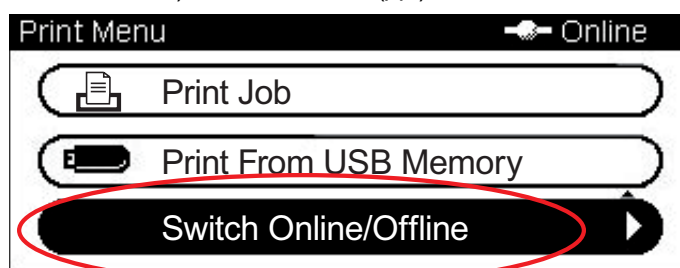 Print Menu Online
Print Job
Print From USB Memory
Switch Online/Offline